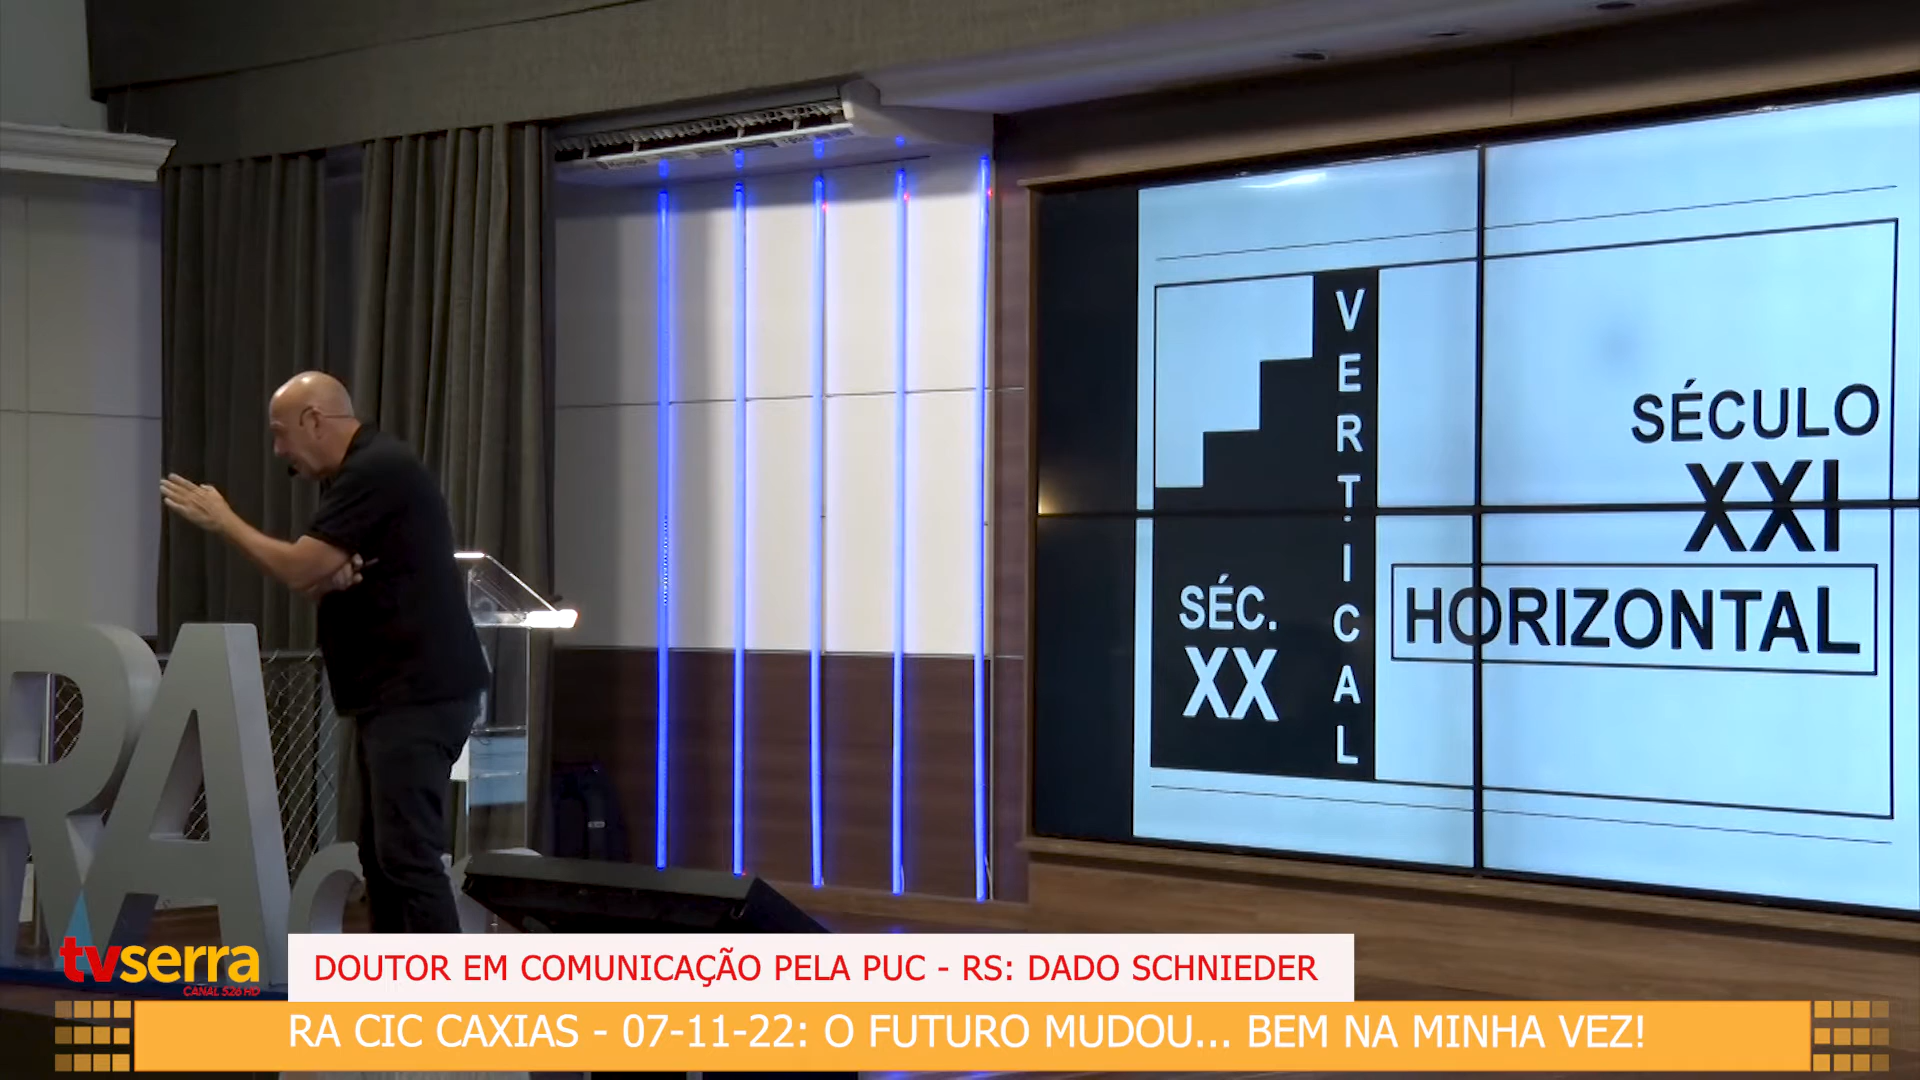 VERTICAL
SÉC.
XX
SÉCULO
XXI
HORIZONTAL
RA
tvserra
CANAL 526 HD
DOUTOR EM COMUNICAÇÃO PELA PUC - RS: DADO SCHNIEDER
RA CIC CAXIAS - 07-11-22: O FUTURO MUDOU... BEM NA MINHA VEZ!